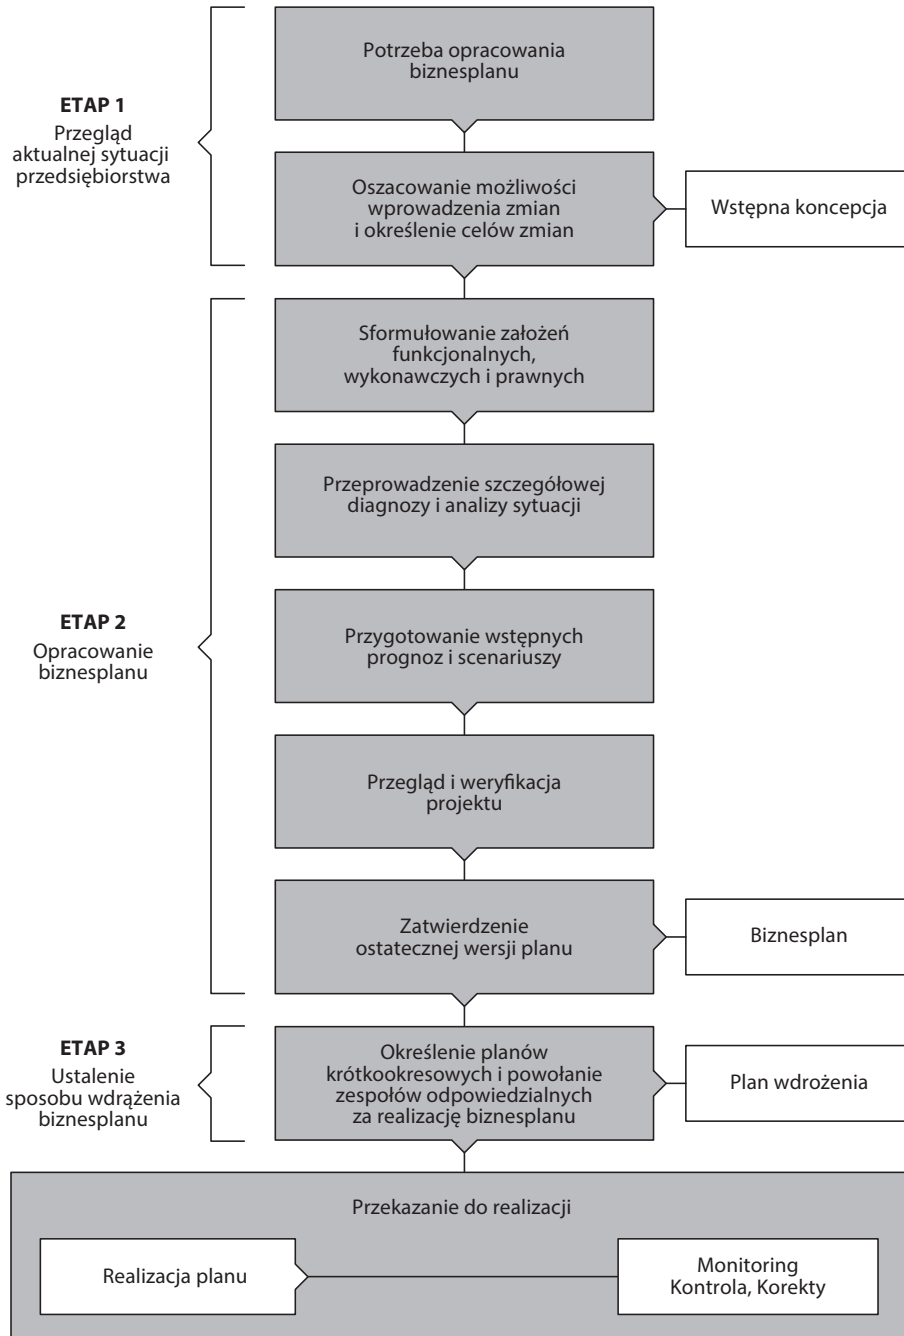 Potrzeba opracowania
biznesplanu
ETAP 1
Przegląd
aktualnej sytuacji
przedsiębiorstwa
Oszacowanie możliwości
wprowadzenia zmian
i określenie celów zmian
Wstępna koncepcja
Sformułowanie założeń
funkcjonalnych,
wykonawczych i prawnych
Przeprowadzenie szczegółowej
diagnozy i analizy sytuacji
ETAP 2
Opracowanie
biznesplanu
Przygotowanie wstępnych
prognoz i scenariuszy
Przegląd i weryfikacja
projektu
Zatwierdzenie
ostatecznej wersji planu
Biznesplan
ETAP 3
Ustalenie
sposobu wdrążenia
biznesplanu
Określenie planów
krótkookresowych i powołanie
zespołów odpowiedzialnych
za realizację biznesplanu
Plan wdrożenia
Przekazanie do realizacji
Realizacja planu
Monitoring
Kontrola, Korekty